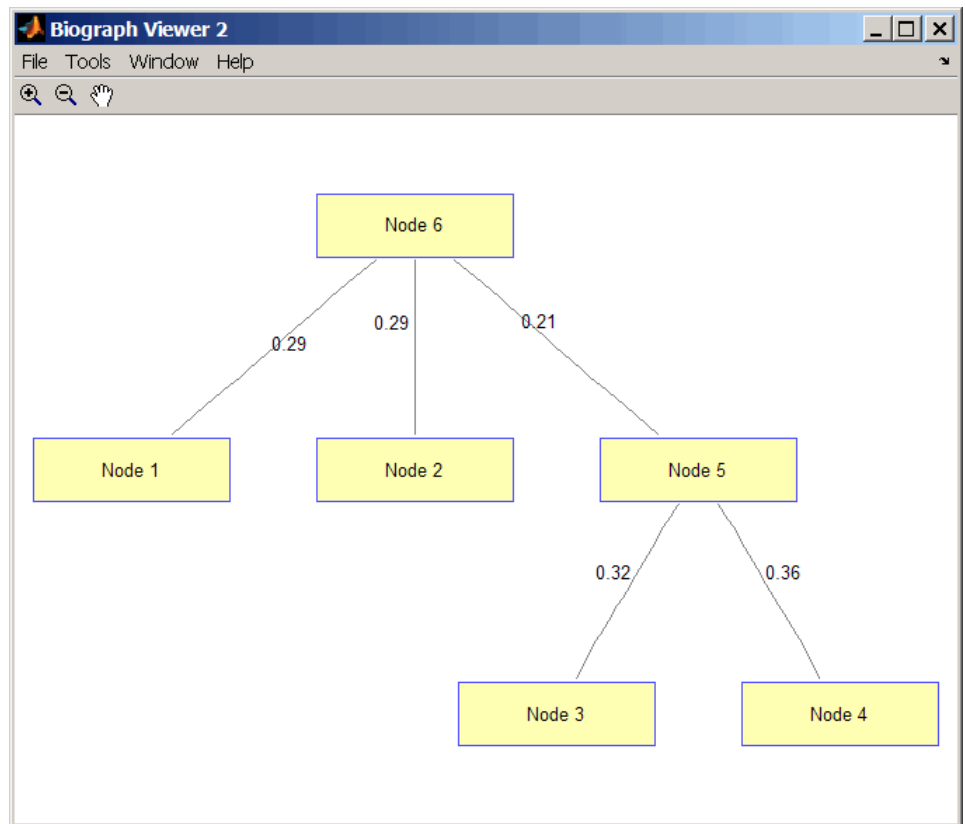 Biograph Viewer 2
File Tools Window Help
Node 6
0.29
0.29
0.21
Node 1
Node 2
Node 5
0.32
0.36
Node 3
Node 4